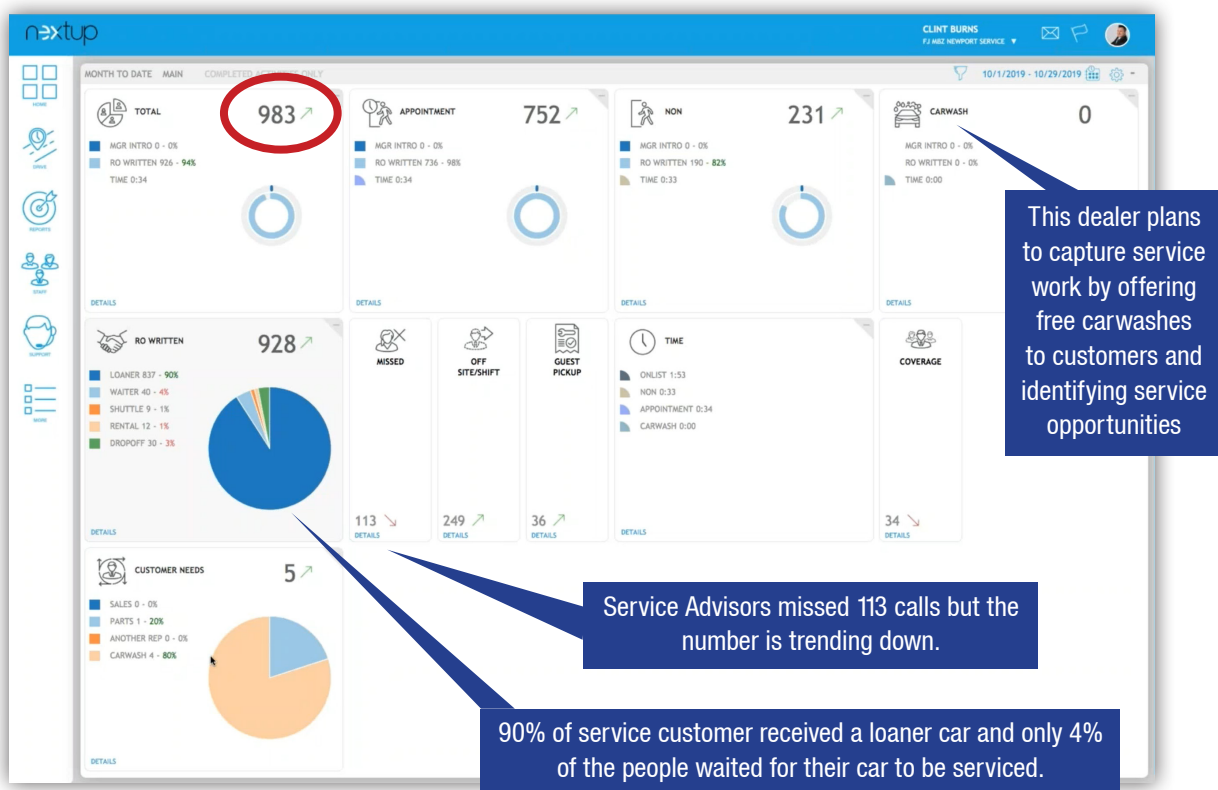 nextup
CLINT BURNS
FJ MBZ NEWPORT SERVICE ▼
HOME
DRIVE
REPORTS
STAFF
SUPPORT
MORE
MONTH TO DATE MAIN COMPLETED ACTIVITIES ONLY
10/1/2019 - 10/29/2019
TOTAL 983
MGR INTRO 0 - 0%
RO WRITTEN 926 - 94%
TIME 0:34
DETAILS
APPOINTMENT 752
MGR INTRO 0 - 0%
RO WRITTEN 736 - 98%
TIME 0:34
DETAILS
NON 231
MGR INTRO 0 - 0%
RO WRITTEN 190 - 82%
TIME 0:33
DETAILS
CARWASH 0
MGR INTRO 0 - 0%
RO WRITTEN 0 - 0%
TIME 0:00
DETAILS
This dealer plans
to capture service
work by offering
free carwashes
to customers and
identifying service
opportunities
RO WRITTEN 928
LOANER 837 - 90%
WAITER 40 - 4%
SHUTTLE 9 - 1%
RENTAL 12 - 1%
DROPOFF 30 - 3%
DETAILS
MISSED
113
DETAILS
OFF
SITE/SHIFT
249
DETAILS
GUEST
PICKUP
36
DETAILS
TIME
ONLIST 1:53
NON 0:33
APPOINTMENT 0:34
CARWASH 0:00
DETAILS
COVERAGE
34
DETAILS
CUSTOMER NEEDS 5
SALES 0 - 0%
PARTS 1 - 20%
ANOTHER REP 0 - 0%
CARWASH 4 - 80%
DETAILS
Service Advisors missed 113 calls but the
number is trending down.
90% of service customer received a loaner car and only 4%
of the people waited for their car to be serviced.